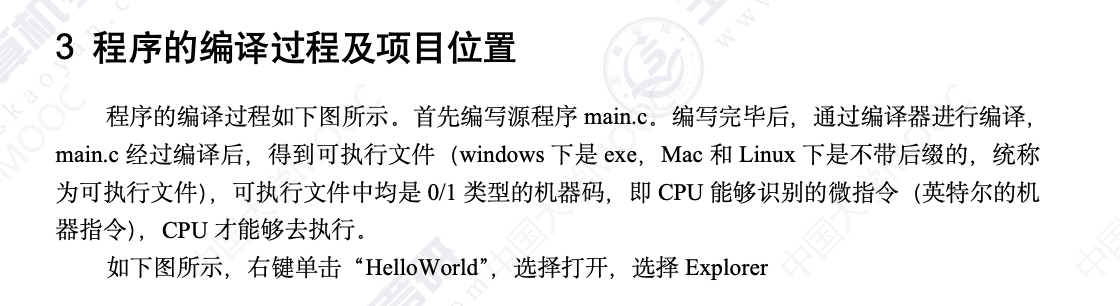 3 程序的编译过程及项目位置
程序的编译过程如下图所示。首先编写源程序 main.c。编写完毕后，通过编译器进行编译，
main.c 经过编译后，得到可执行文件（windows 下是 exe，Mac 和 Linux 下是不带后缀的，统称
为可执行文件），可执行文件中均是 0/1 类型的机器码，即 CPU 能够识别的微指令（英特尔的机
器指令），CPU 才能够去执行。
如下图所示，右键单击“HelloWorld”，选择打开，选择 Explorer